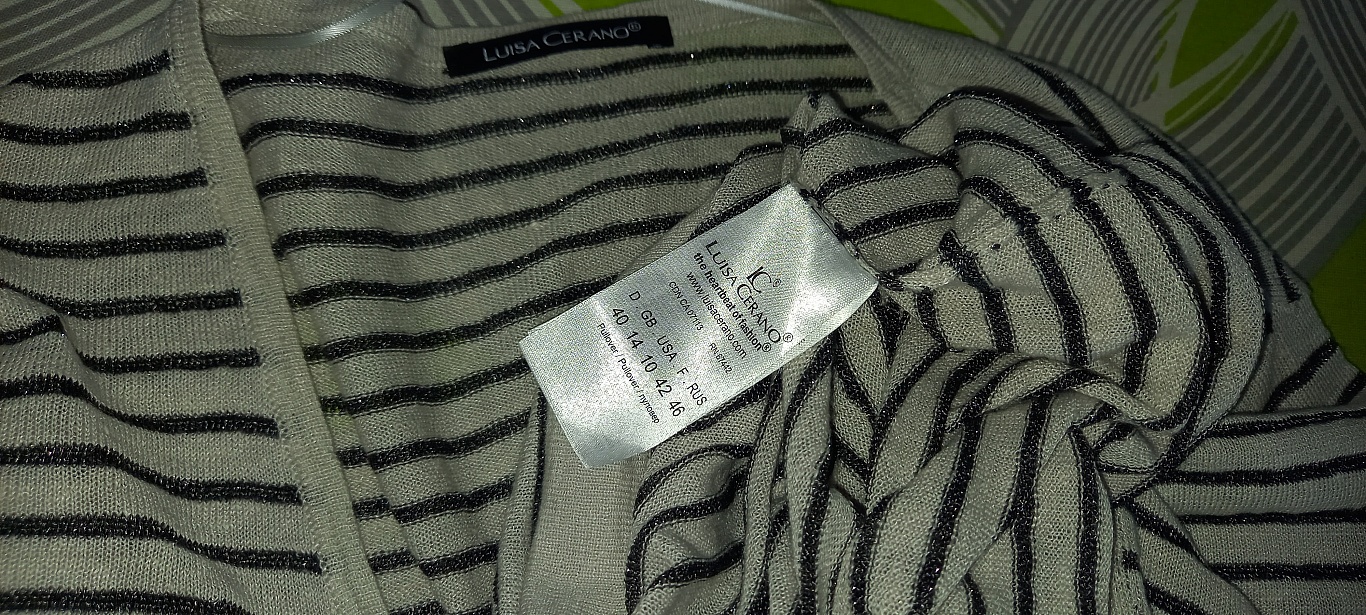 LUISA CERANO®
lC®
LUISA CERANO®
the heartbeat of fashion®
www.luisacerano.com
D GB USA F RUS
40 14 10 42 46
Pullover / Pullover / пуловер